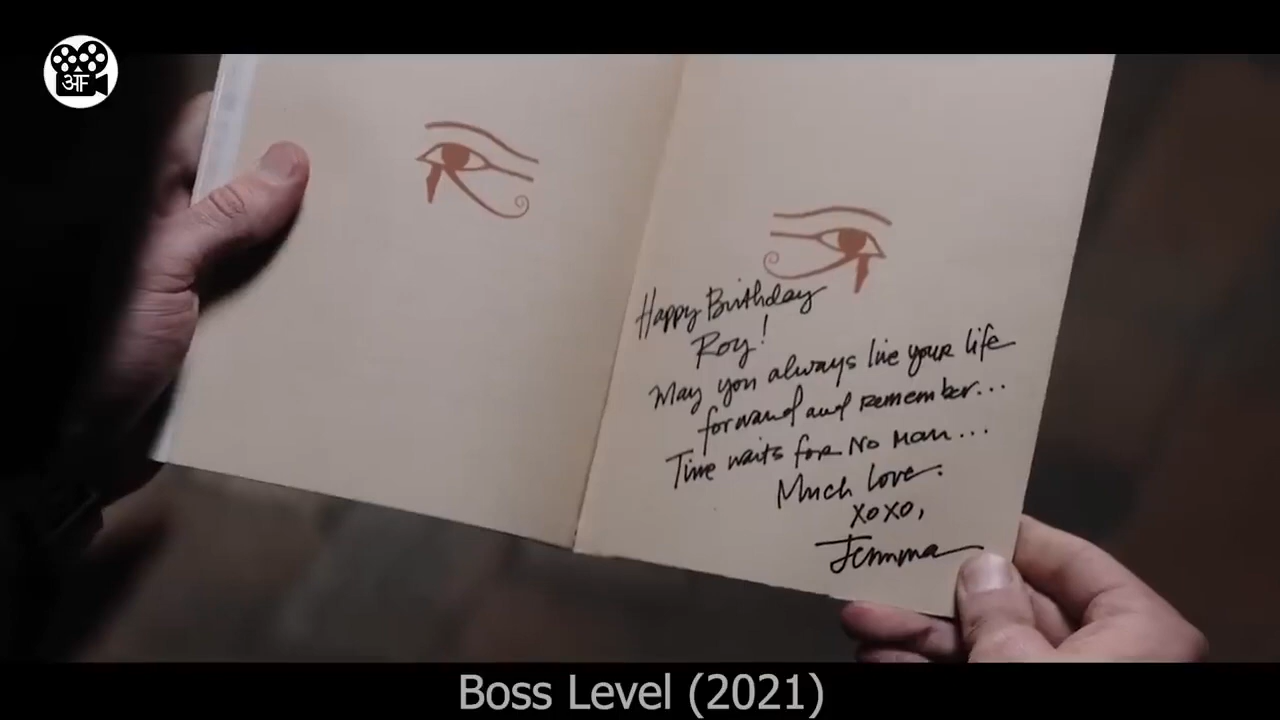 अF
Happy Birthday
Roy!
May you always live your life
forward and remember...
Time waits for No Man...
Much love.
XOXO,
Jemma
Boss Level (2021)